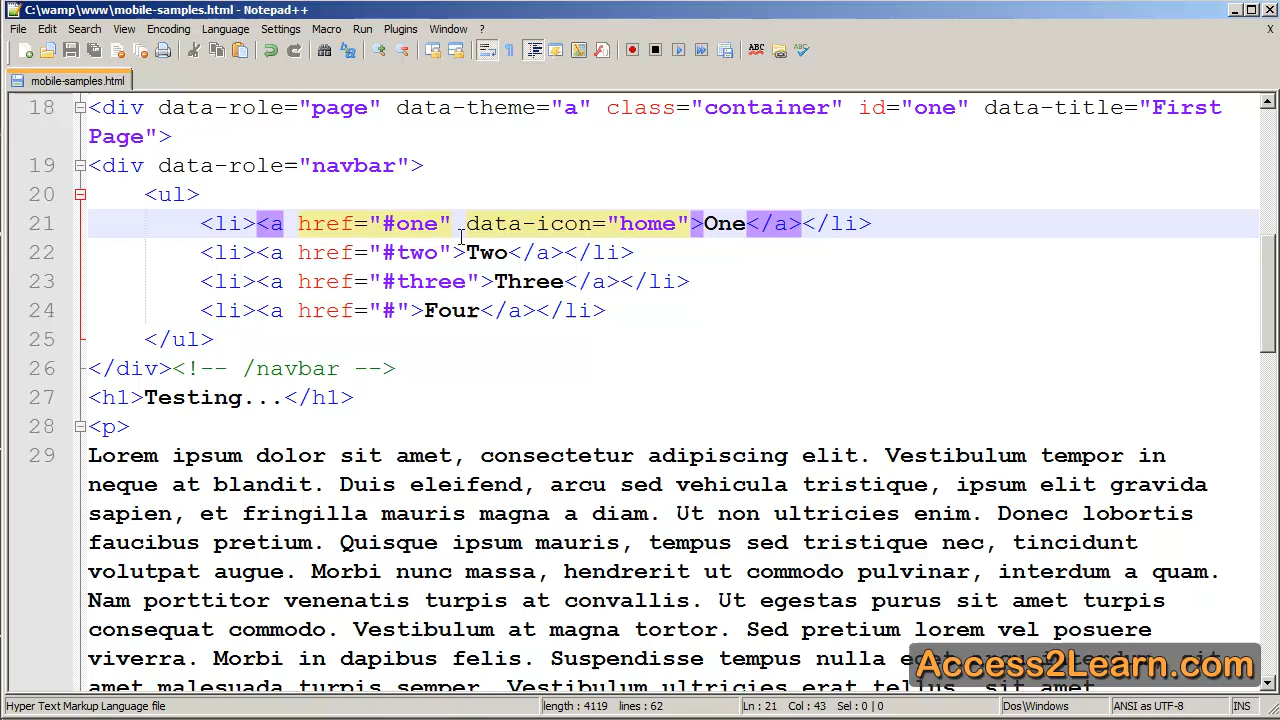 C:\wamp\www\mobile-samples.html - Notepad++
File Edit Search View Encoding Language Settings Macro Run Plugins Window ? X
mobile-samples.html
18 <div data-role="page" data-theme="a" class="container" id="one" data-title="First
Page">
19 <div data-role="navbar">
20 <ul>
21 <li><a href="#one" data-icon="home">One</a></li>
22 <li><a href="#two">Two</a></li>
23 <li><a href="#three">Three</a></li>
24 <li><a href="#">Four</a></li>
25 </ul>
26 </div><!-- /navbar -->
27 <h1>Testing...</h1>
28 <p>
29 Lorem ipsum dolor sit amet, consectetur adipiscing elit. Vestibulum tempor in
neque at blandit. Duis eleifend, arcu sed vehicula tristique, ipsum elit gravida
sapien, et fringilla mauris magna a diam. Ut non ultricies enim. Donec lobortis
faucibus pretium. Quisque ipsum mauris, tempus sed tristique nec, tincidunt
volutpat augue. Morbi nunc massa, hendrerit ut commodo pulvinar, interdum a quam.
Nam porttitor venenatis turpis at convallis. Ut egestas purus sit amet turpis
consequat commodo. Vestibulum at magna tortor. Sed pretium lorem vel posuere
viverra. Morbi in dapibus felis. Suspendisse tempus nulla
amet malesuada turpis semper. Vestibulum ultricies erat tellus, sit amet
Access2Learn.com
Hyper Text Markup Language file length : 4119 lines : 62 Ln : 21 Col : 43 Sel : 0 | 0 Dos\Windows ANSI as UTF-8 INS